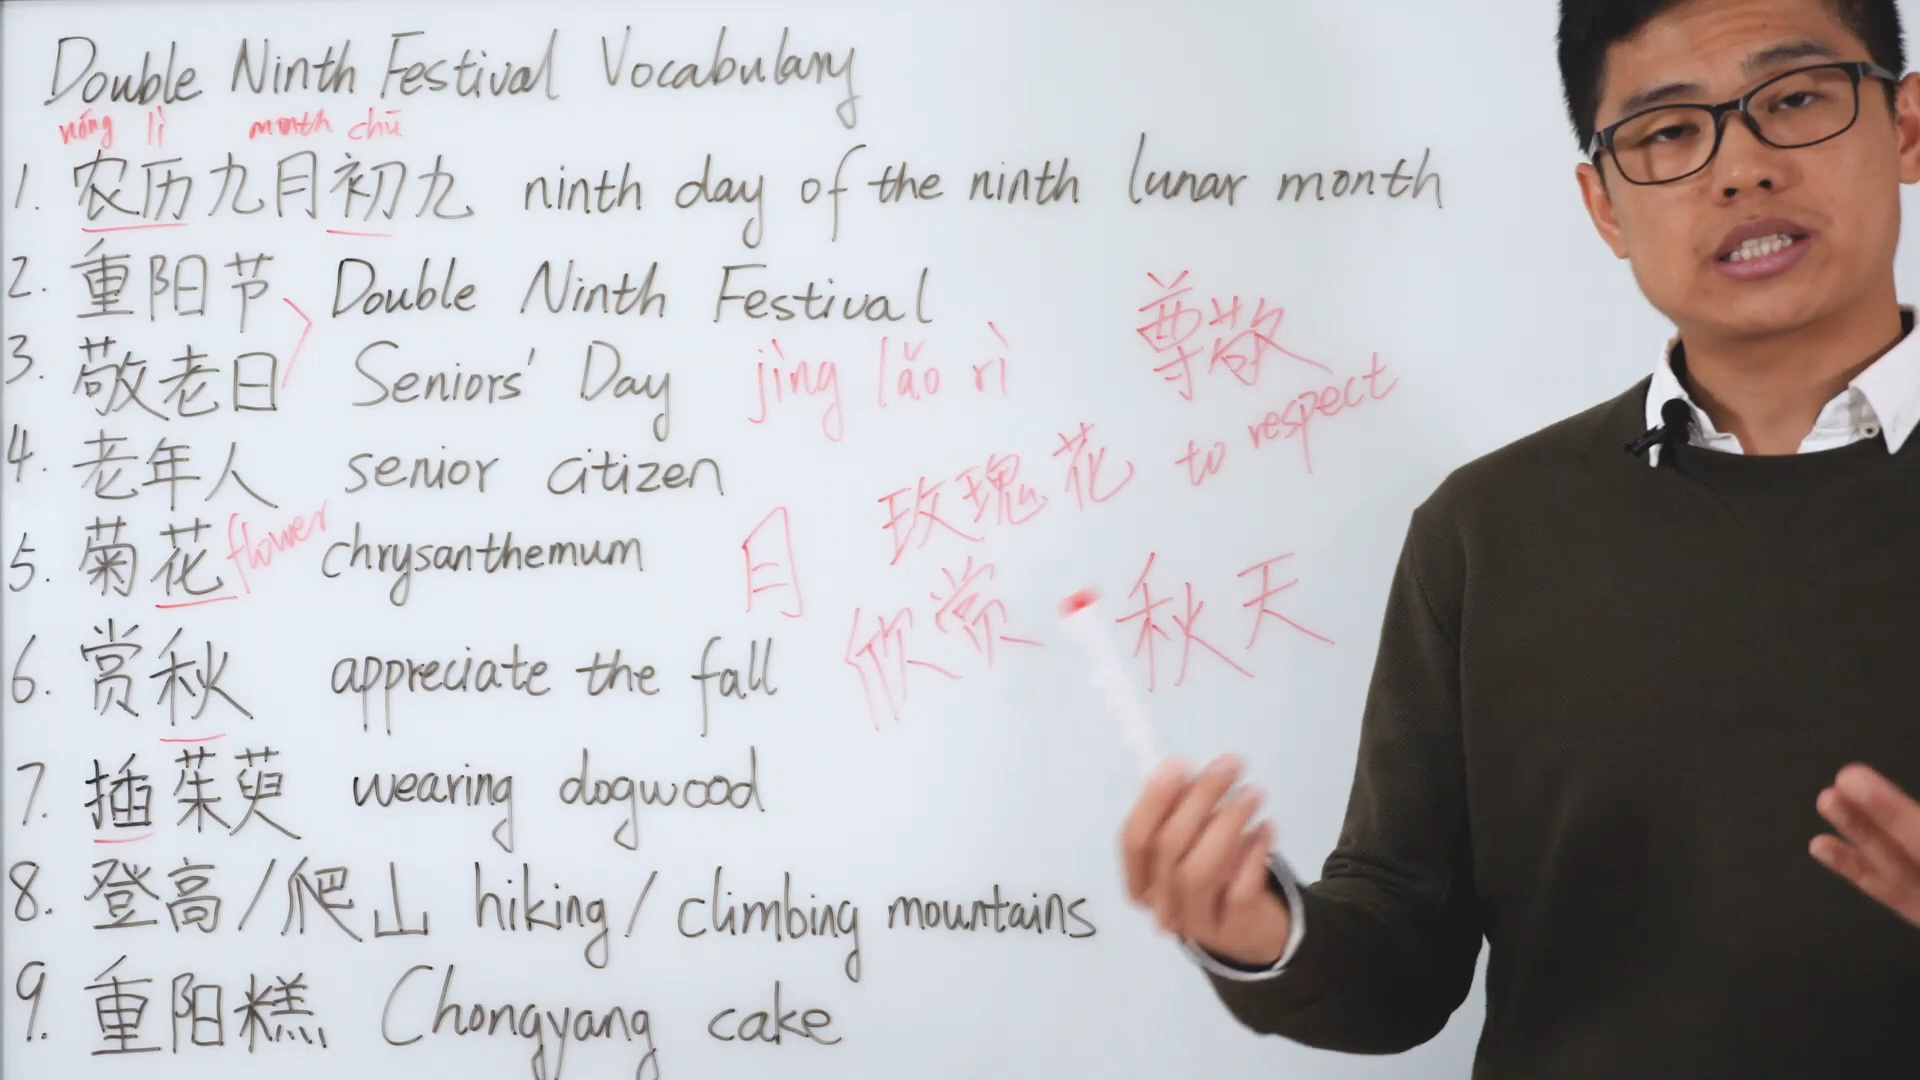 Double Ninth Festival Vocabulary
nóng lì month chū
1. 农历九月初九 ninth day of the ninth lunar month
2. 重阳节 Double Ninth Festival
尊敬
3. 敬老日 Seniors' Day jìng lǎo rì
to respect
4. 老年人 senior citizen
玫瑰花
5. 菊花 flower chrysanthemum
月
欣赏 秋天
6. 赏秋 appreciate the fall
7. 插茱萸 wearing dogwood
8. 登高/爬山 hiking/climbing mountains
9. 重阳糕 Chongyang cake